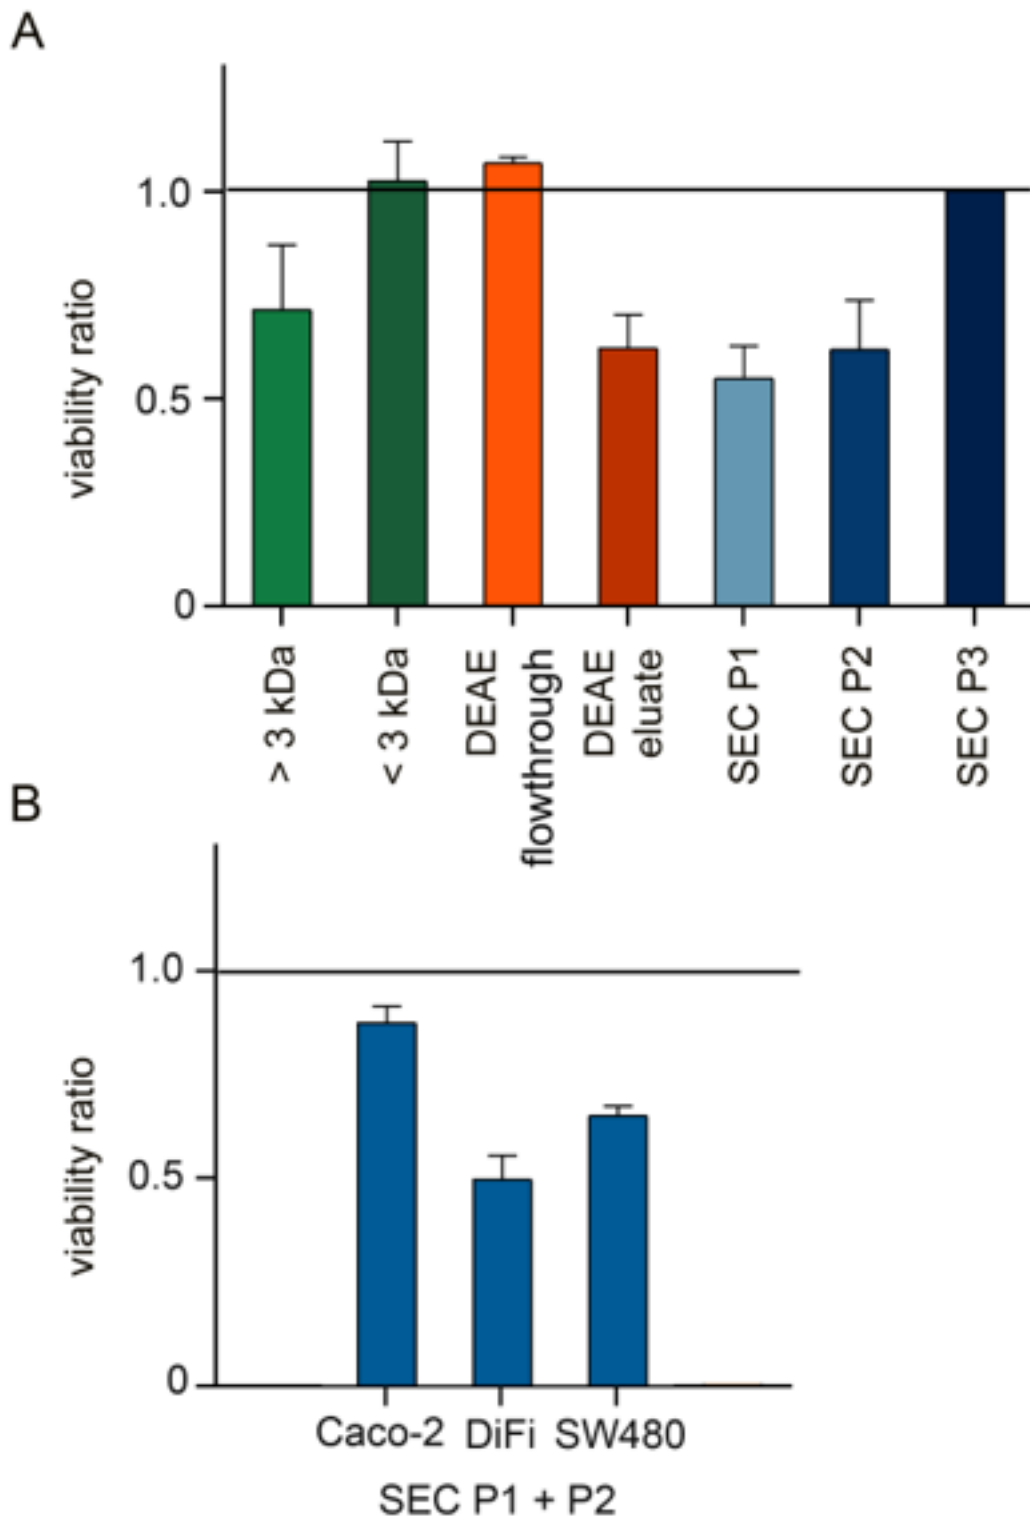 A
viability ratio
1.0
0.5
0
> 3 kDa
< 3 kDa
DEAE
flowthrough
DEAE
eluate
SEC P1
SEC P2
SEC P3
B
viability ratio
1.0
0.5
0
Caco-2 DiFi SW480
SEC P1 + P2